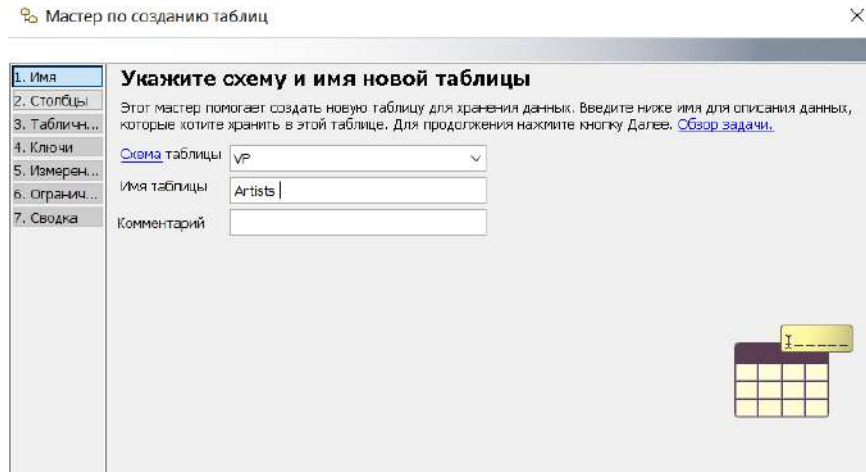 Мастер по созданию таблиц
1. Имя
2. Столбцы
3. Табличн...
4. Ключи
5. Измерен...
6. Огранич...
7. Сводка
Укажите схему и имя новой таблицы
Этот мастер помогает создать новую таблицу для хранения данных. Введите ниже имя для описания данных,
которые хотите хранить в этой таблице. Для продолжения нажмите кнопку Далее. Обзор задачи.
Схема таблицы VP
Имя таблицы Artists
Комментарий